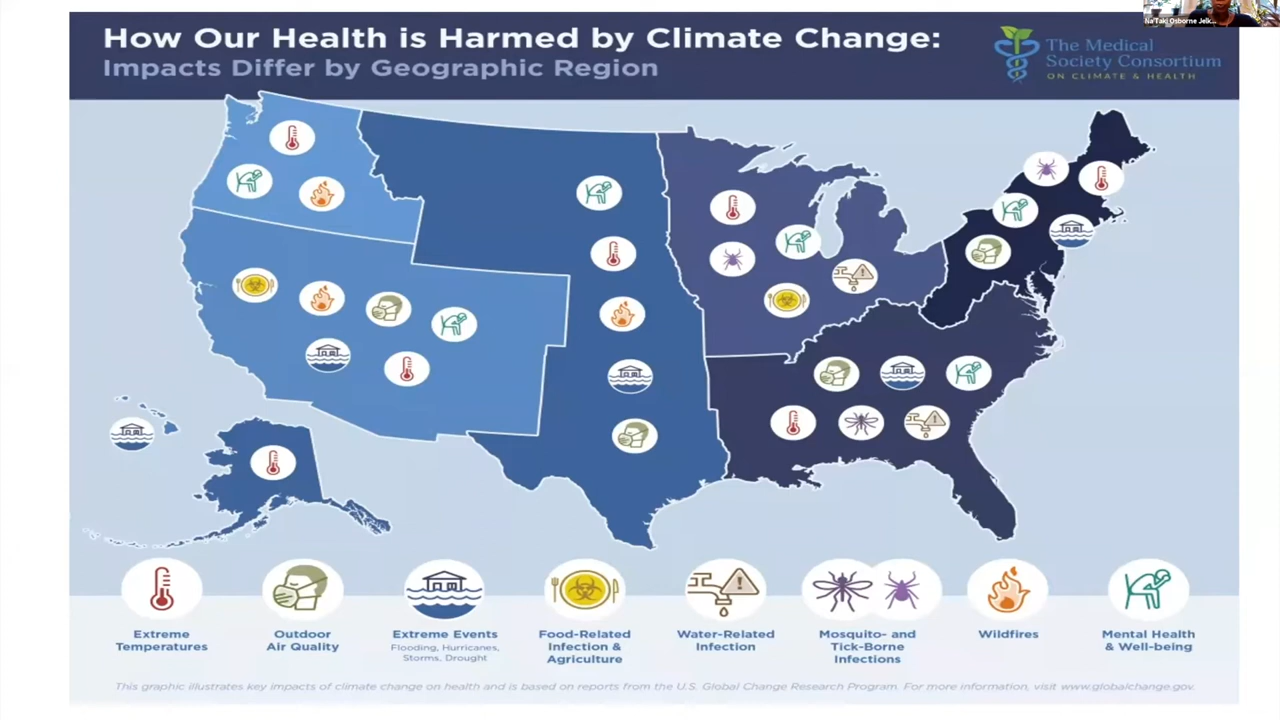 Na'Taki Osborne Jelk...
How Our Health is Harmed by Climate Change:
Impacts Differ by Geographic Region
The Medical
Society Consortium
ON CLIMATE & HEALTH
Extreme
Temperatures
Outdoor
Air Quality
Extreme Events
Flooding, Hurricanes,
Storms, Drought
Food-Related
Infection &
Agriculture
Water-Related
Infection
Mosquito- and
Tick-Borne
Infections
Wildfires
Mental Health
& Well-being
This graphic illustrates key impacts of climate change on health and is based on reports from the U.S. Global Change Research Program. For more information, visit www.globalchange.gov.